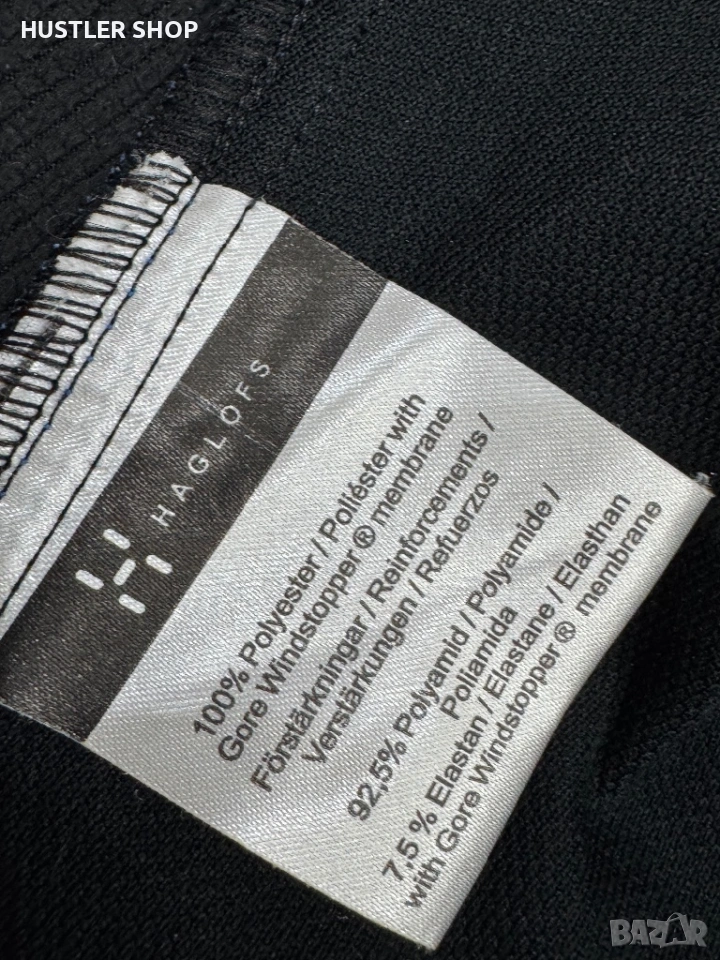 HUSTLER SHOP
HAGLÖFS
100% Polyester / Poliéster with
Gore Windstopper® membrane
Förstärkningar / Reinforcements /
Verstärkungen / Refuerzos
92,5% Polyamid / Polyamide /
Poliamida
7,5 % Elastan / Elastane / Elasthan
with Gore Windstopper® membrane
BAZAR